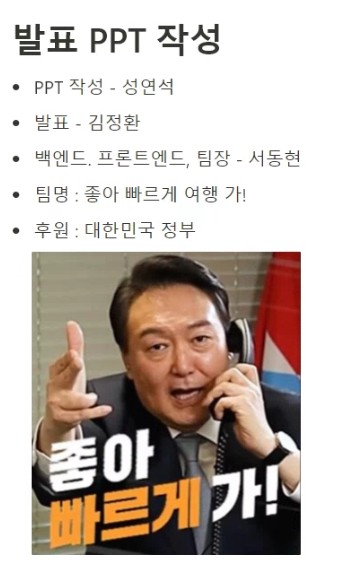 발표 PPT 작성
• PPT 작성 - 성연석
• 발표 - 김정환
• 백엔드. 프론트엔드, 팀장 - 서동현
• 팀명 : 좋아 빠르게 여행 가!
• 후원 : 대한민국 정부
좋아
빠르게 가!